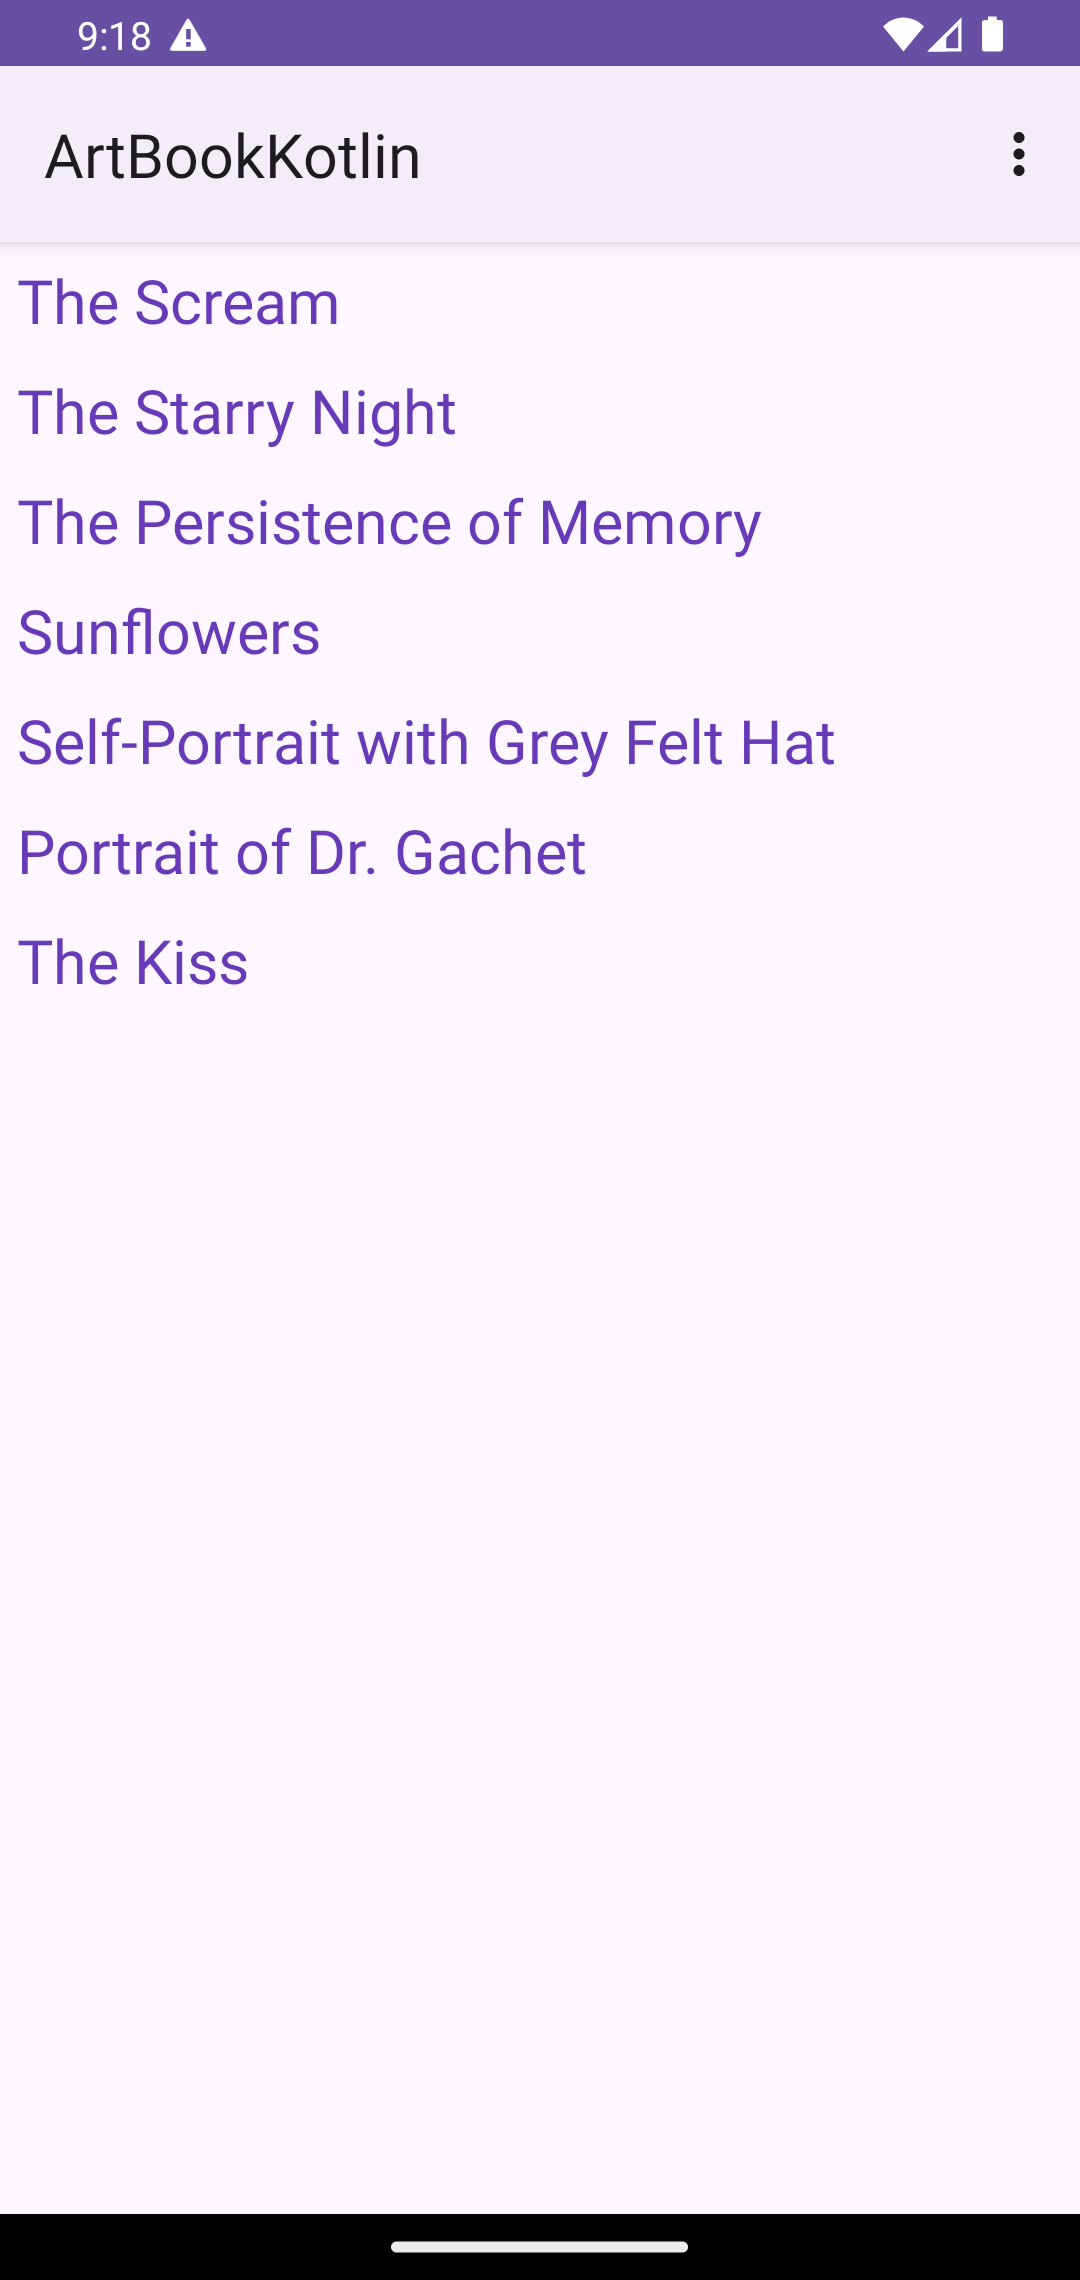 9:18
ArtBookKotlin
The Scream
The Starry Night
The Persistence of Memory
Sunflowers
Self-Portrait with Grey Felt Hat
Portrait of Dr. Gachet
The Kiss